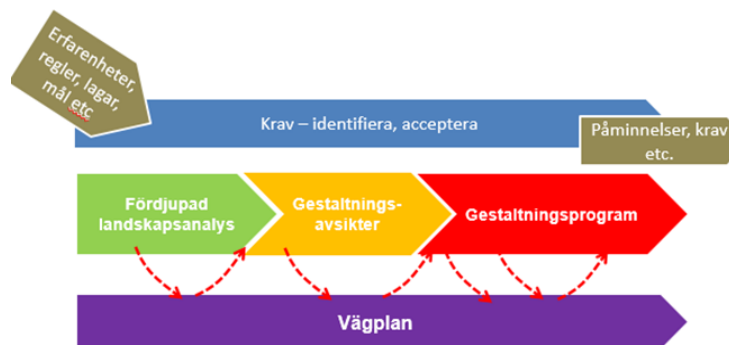 Erfarenheter,
regler, lagar,
mål etc
Krav – identifiera, acceptera
Påminnelser, krav
etc.
Fördjupad
landskapsanalys
Gestaltnings-
avsikter
Gestaltningsprogram
Vägplan